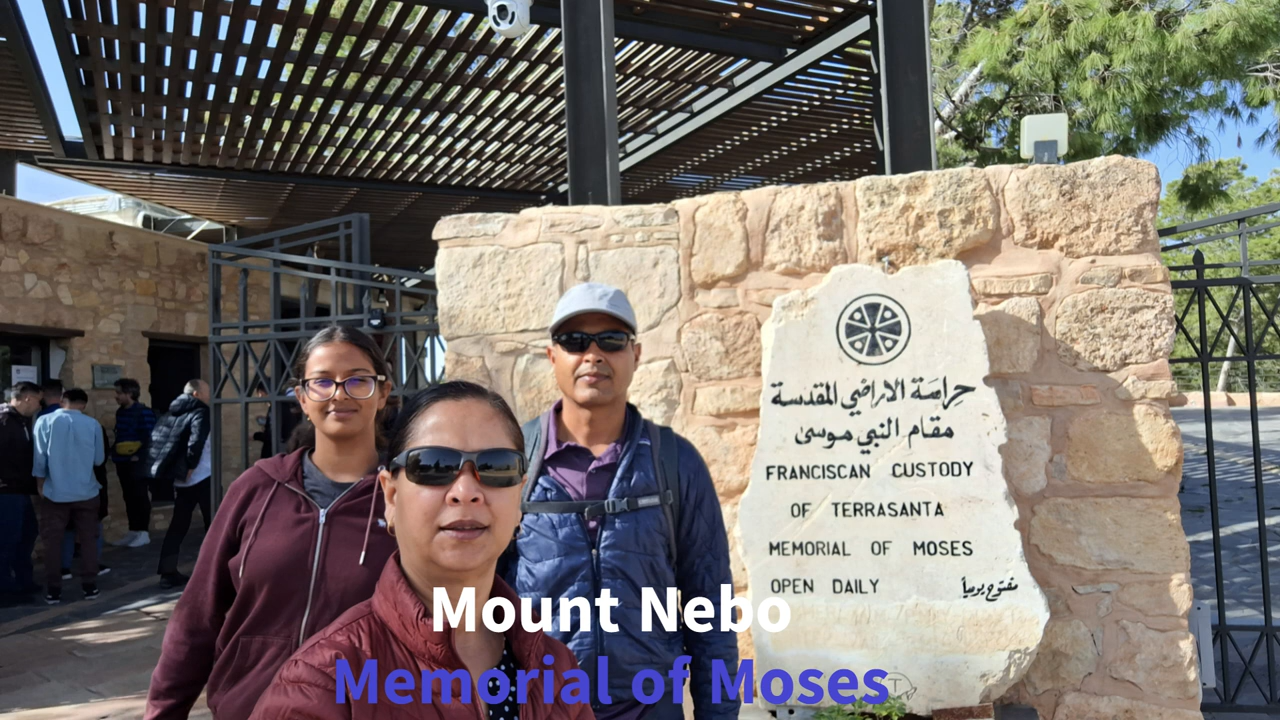 حراسة الاراضي المقدسة
مقام النبي موسى
FRANCISCAN CUSTODY
OF TERRASANTA
MEMORIAL OF MOSES
OPEN DAILY مفتوح يومياً
Mount Nebo
Memorial of Moses